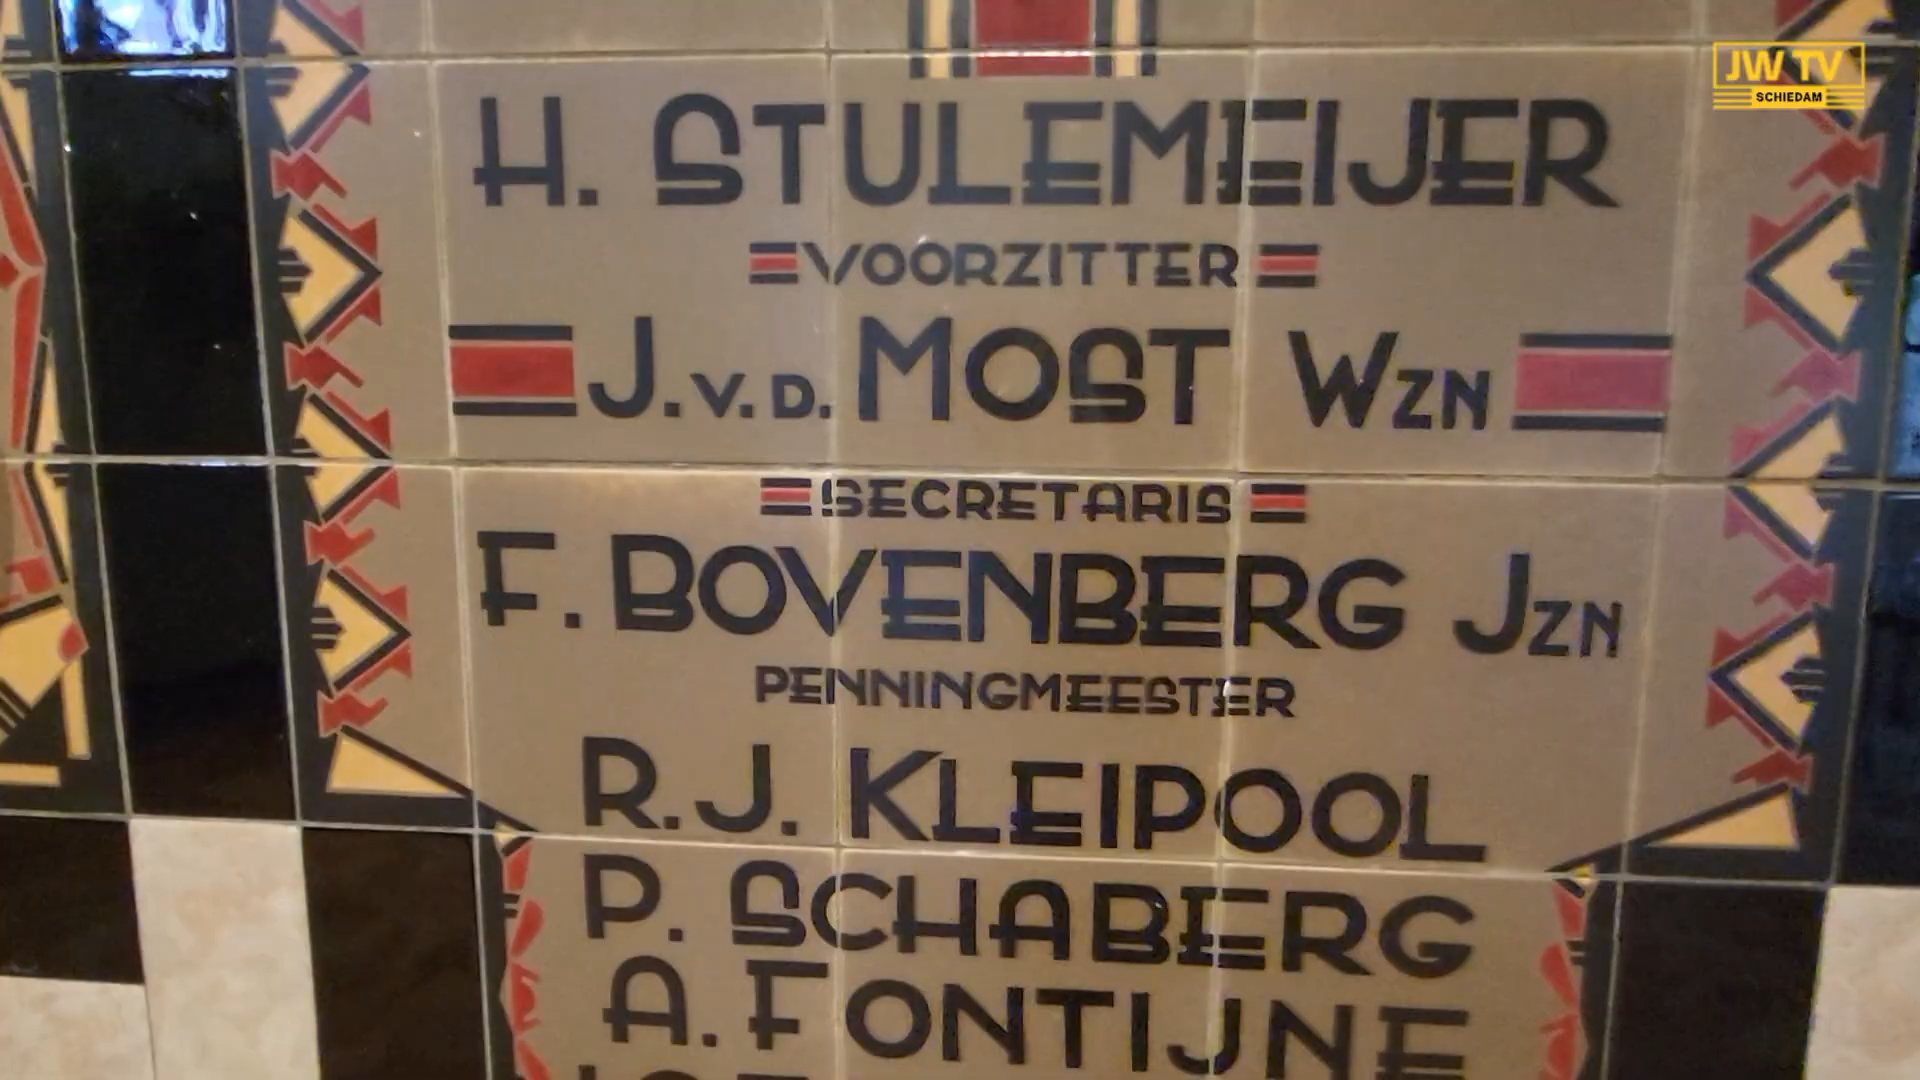 JW TV
SCHIEDAM
H. STULEMEIJER
VOORZITTER
J. V. D. MOST WZN
SECRETARIS
F. BOVENBERG JZN
PENNINGMEESTER
R. J. KLEIPOOL
P. SCHABERG
A. FONTIJNE